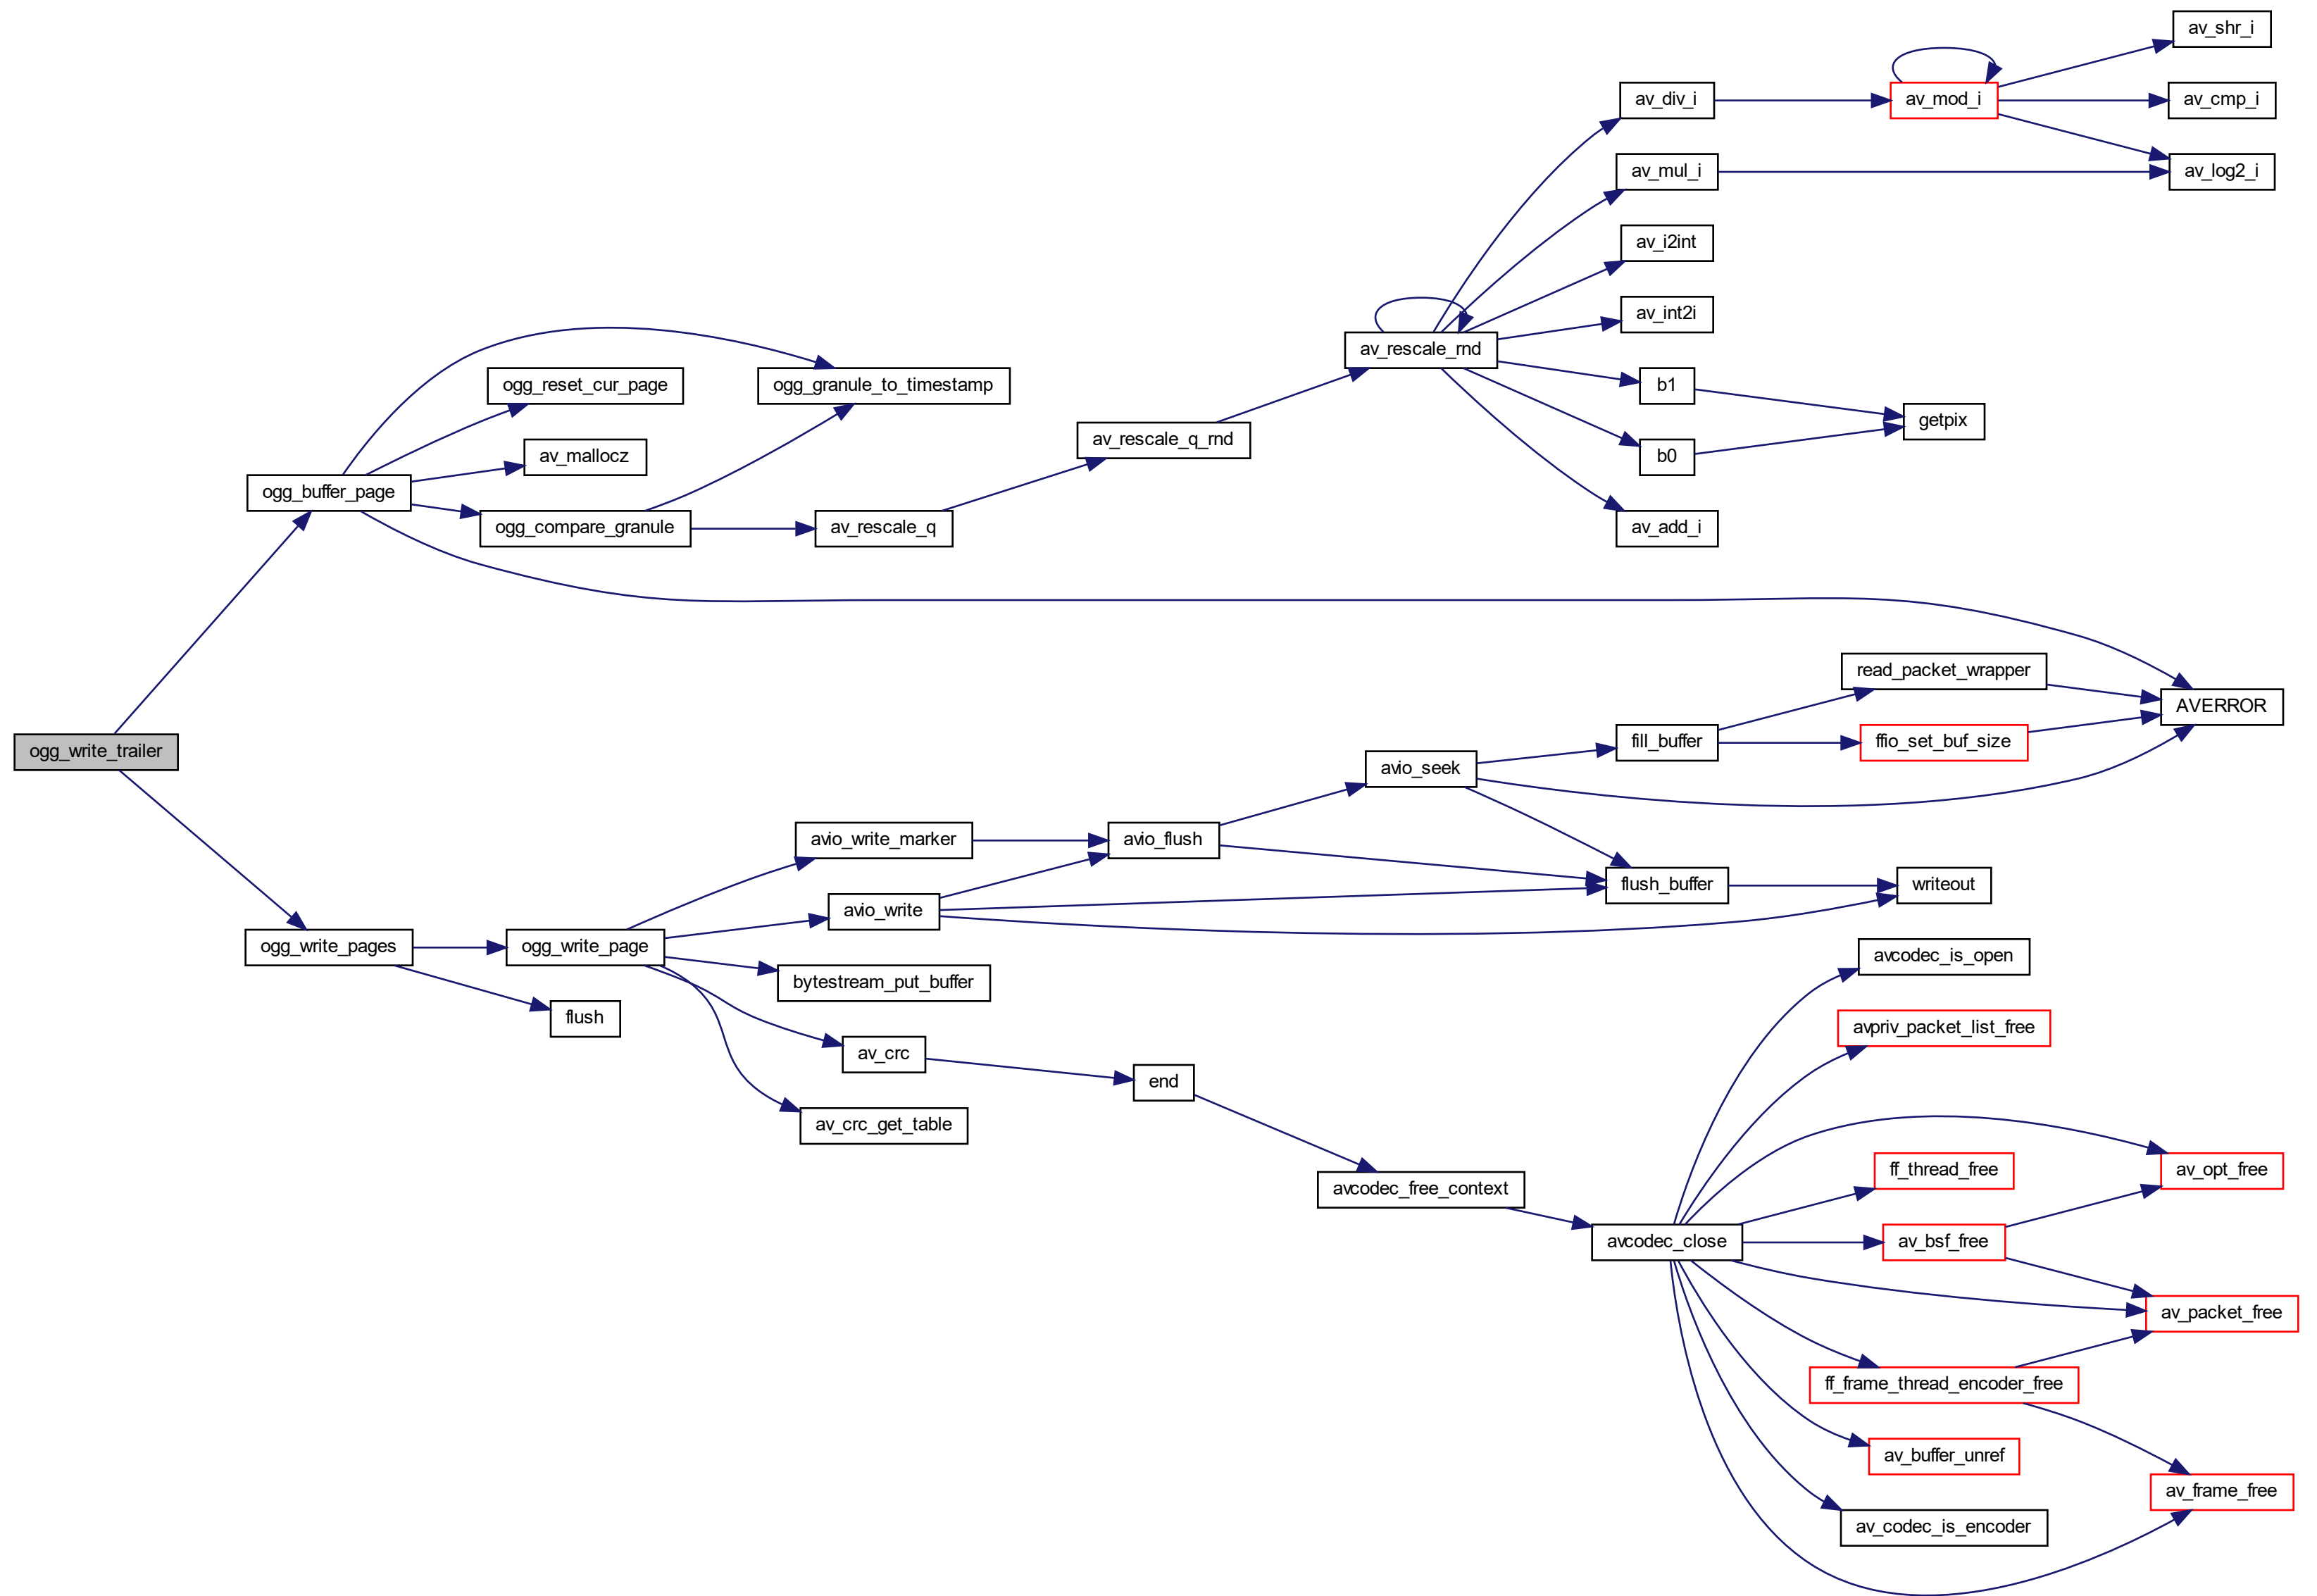 av_shr_i
av_div_i
av_mod_i
av_cmp_i
av_mul_i
av_log2_i
av_i2int
av_int2i
av_rescale_rnd
ogg_reset_cur_page
ogg_granule_to_timestamp
b1
getpix
av_rescale_q_rnd
av_mallocz
b0
ogg_buffer_page
ogg_compare_granule
av_rescale_q
av_add_i
read_packet_wrapper
AVERROR
ogg_write_trailer
fill_buffer
ffio_set_buf_size
avio_seek
avio_write_marker
avio_flush
flush_buffer
writeout
avio_write
ogg_write_pages
ogg_write_page
avcodec_is_open
bytestream_put_buffer
flush
avpriv_packet_list_free
av_crc
end
av_crc_get_table
avcodec_free_context
ff_thread_free
av_opt_free
avcodec_close
av_bsf_free
av_packet_free
ff_frame_thread_encoder_free
av_buffer_unref
av_frame_free
av_codec_is_encoder